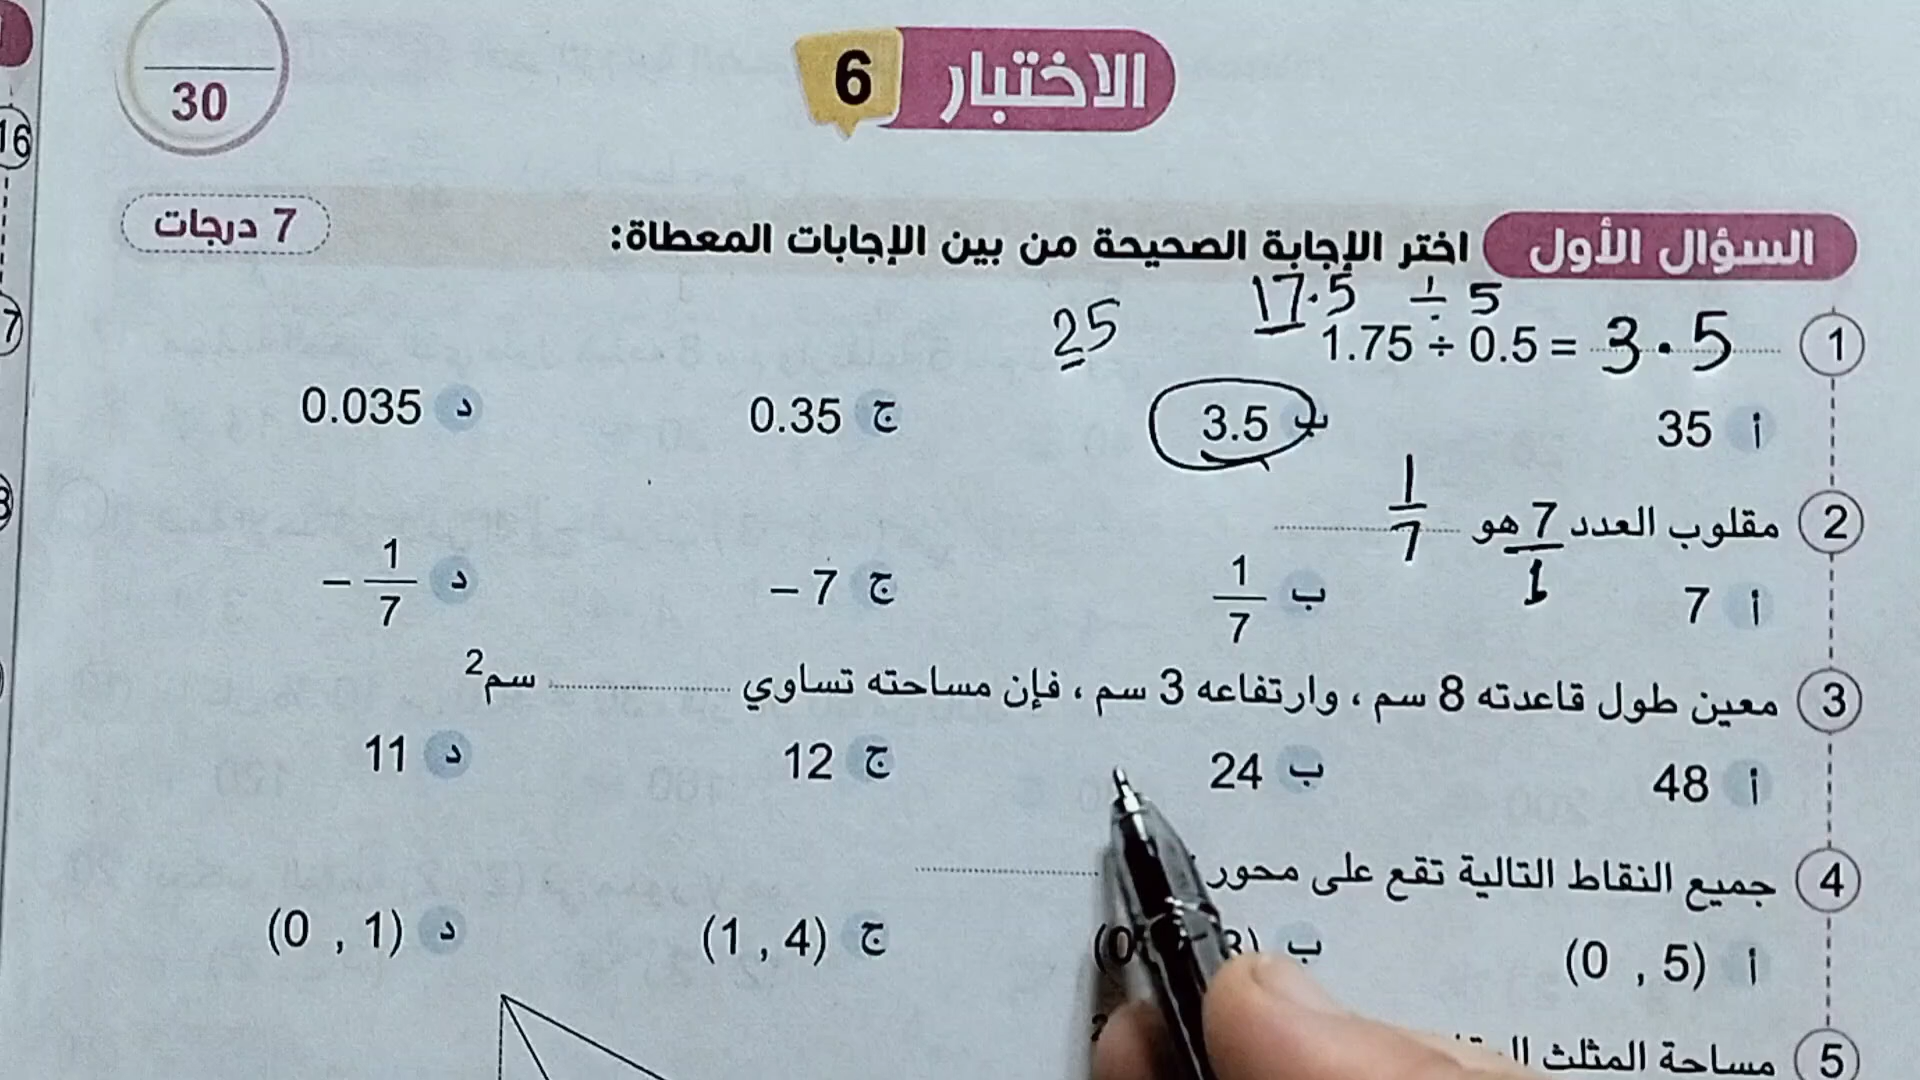 الاختبار 6
30
السؤال الأول اختر الإجابة الصحيحة من بين الإجابات المعطاة: 7 درجات
17.5 ÷ 5
25
1 1.75 ÷ 0.5 = 3.5
أ 35 ب 3.5 ج 0.35 د 0.035
2 مقلوب العدد 7/1 هو 1/7
أ 7 ب 1/7 ج – 7 د – 1/7
3 معين طول قاعدته 8 سم ، وارتفاعه 3 سم ، فإن مساحته تساوي .......... سم2
أ 48 ب 24 ج 12 د 11
4 جميع النقاط التالية تقع على محور ..........
أ (0 , 5) ب ج (1 , 4) د (0 , 1)
5 مساحة المثلث
16